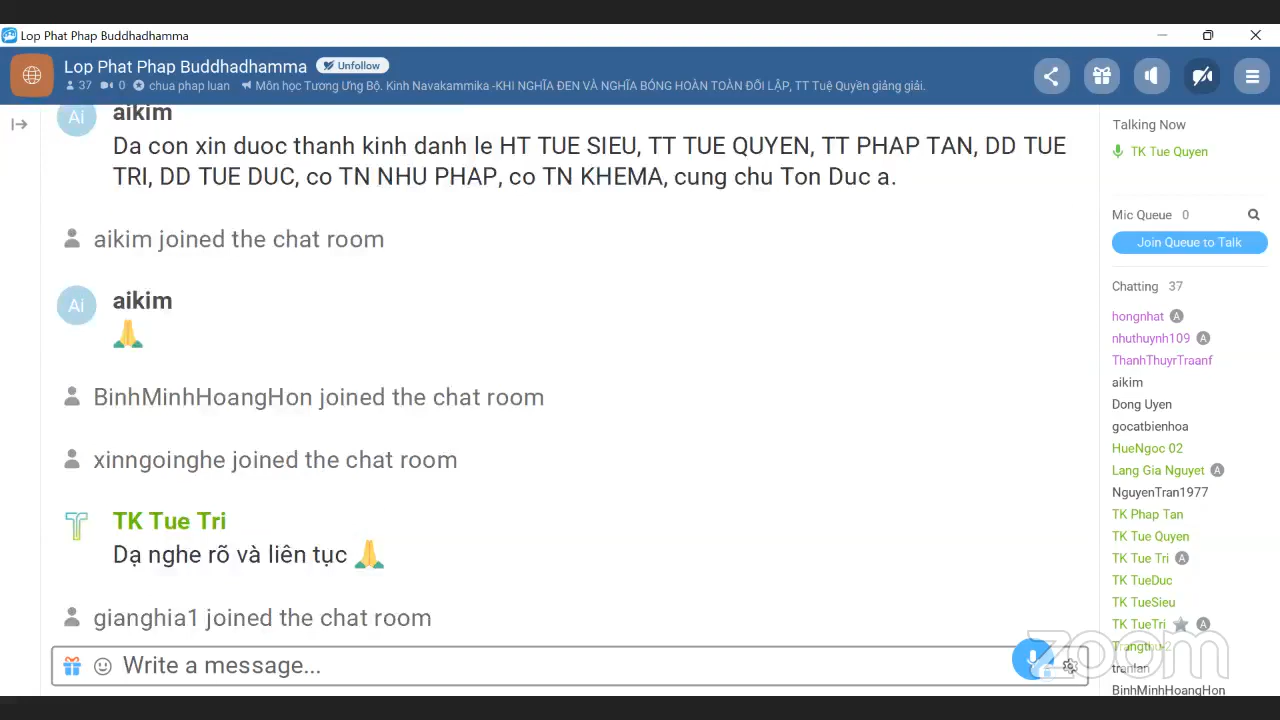 Lop Phat Phap Buddhadhamma
Lop Phat Phap Buddhadhamma Unfollow
37 0 chua phap luan Môn học Tương Ưng Bộ. Kinh Navakammika -KHI NGHĨA ĐEN VÀ NGHĨA BÓNG HOÀN TOÀN ĐỐI LẬP, TT Tuệ Quyền giảng giải.
Ai aikim
Da con xin duoc thanh kinh danh le HT TUE SIEU, TT TUE QUYEN, TT PHAP TAN, DD TUE
TRI, DD TUE DUC, co TN NHU PHAP, co TN KHEMA, cung chu Ton Duc a.
aikim joined the chat room
Ai aikim
🙏
BinhMinhHoangHon joined the chat room
xinngoinghe joined the chat room
T TK Tue Tri
Dạ nghe rõ và liên tục 🙏
gianghia1 joined the chat room
Write a message...
Talking Now
TK Tue Quyen
Mic Queue 0
Join Queue to Talk
Chatting 37
hongnhat A
nhuthuynh109 A
ThanhThuyrTraanf
aikim
Dong Uyen
gocatbienhoa
HueNgoc 02
Lang Gia Nguyet A
NguyenTran1977
TK Phap Tan
TK Tue Quyen
TK Tue Tri A
TK TueDuc
TK TueSieu
TK TueTri A
Trangthu-2
tranlan
BinhMinhHoangHon
zoom